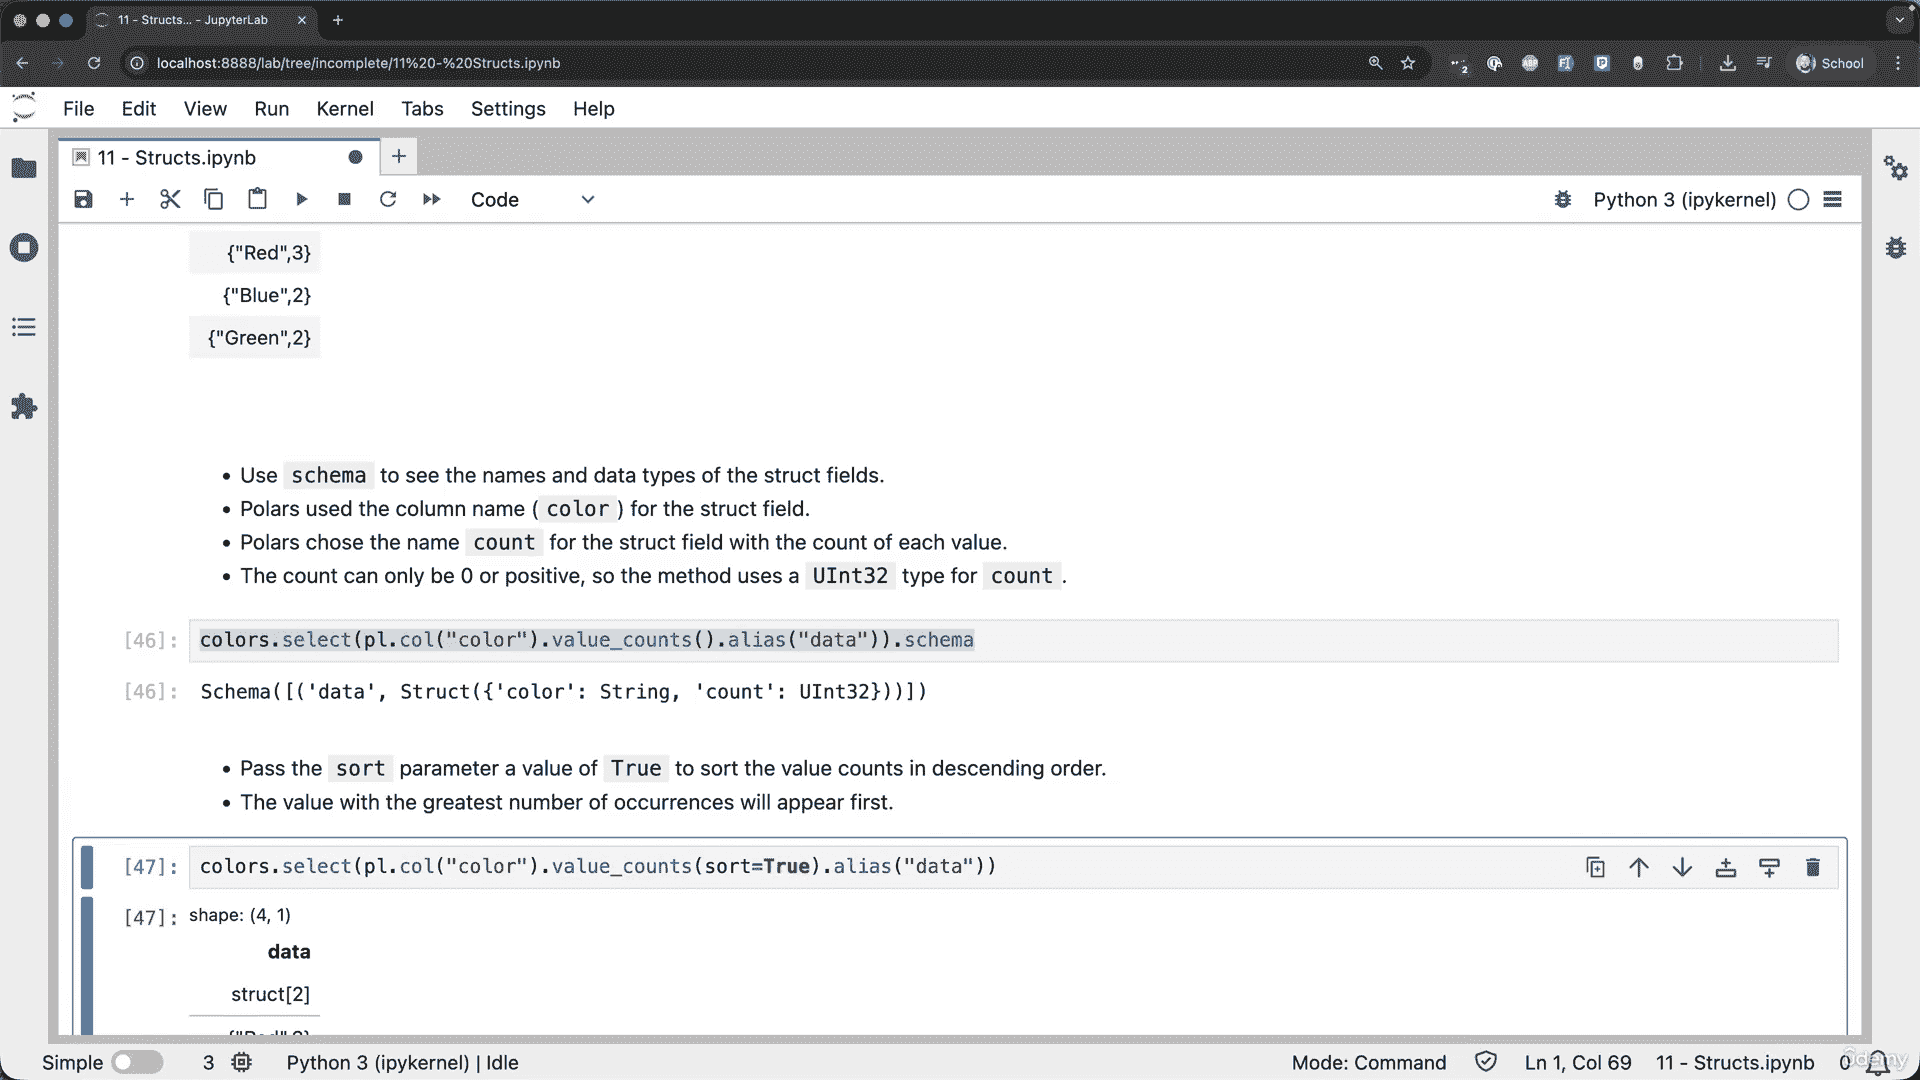 11 - Structs... - JupyterLab
localhost:8888/lab/tree/incomplete/11%20-%20Structs.ipynb
2
School
File Edit View Run Kernel Tabs Settings Help
11 - Structs.ipynb
Code
Python 3 (ipykernel)
{"Red",3}
{"Blue",2}
{"Green",2}
• Use schema to see the names and data types of the struct fields.
• Polars used the column name ( color ) for the struct field.
• Polars chose the name count for the struct field with the count of each value.
• The count can only be 0 or positive, so the method uses a UInt32 type for count .
[46]: colors.select(pl.col("color").value_counts().alias("data")).schema
[46]: Schema([('data', Struct({'color': String, 'count': UInt32}))])
• Pass the sort parameter a value of True to sort the value counts in descending order.
• The value with the greatest number of occurrences will appear first.
[47]: colors.select(pl.col("color").value_counts(sort=True).alias("data"))
[47]: shape: (4, 1)
data
struct[2]
Simple 3 Python 3 (ipykernel) | Idle Mode: Command Ln 1, Col 69 11 - Structs.ipynb 0
Udemy